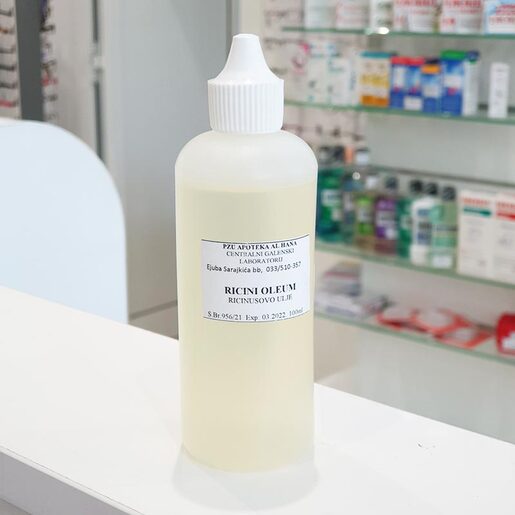 PZU APOTEKA AL HANA
CENTRALNI GALENSKI
LABORATORIJ
Ejuba Sarajkića bb, 033/510-357
RICINI OLEUM
RICINUSOVO ULJE
S.Br.956/21 Exp 03 2022 100ml